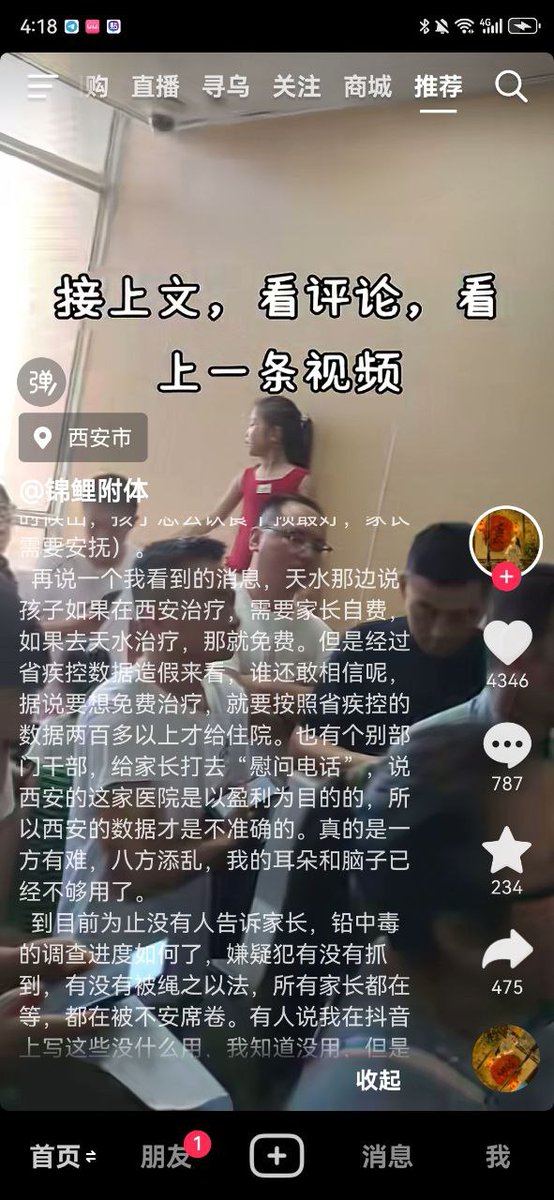 4:18
4G
购 直播 寻乌 关注 商城 推荐
接上文，看评论，看
上一条视频
弹
西安市
@锦鲤附体
需要安抚）。
再说一个我看到的消息，天水那边说
孩子如果在西安治疗，需要家长自费，
如果去天水治疗，那就免费。但是经过
省疾控数据造假来看，谁还敢相信呢，
据说要想免费治疗，就要按照省疾控的
数据两百多以上才给住院。也有个别部
门干部，给家长打去“慰问电话”，说
西安的这家医院是以盈利为目的的，所
以西安的数据才是不准确的。真的是一
方有难，八方添乱，我的耳朵和脑子已
经不够用了。
到目前为止没有人告诉家长，铅中毒
的调查进度如何了，嫌疑犯有没有抓
到，有没有被绳之以法，所有家长都在
等，都在被不安席卷。有人说我在抖音
上写这些没什么用，我知道没用，但是
收起
4346
787
234
475
首页 朋友 1 消息 我